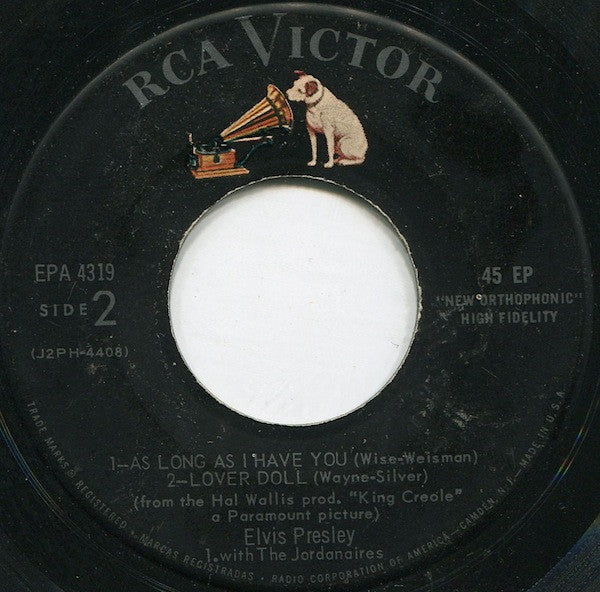 RCA VICTOR
EPA 4319
SIDE 2
(J2PH-4408)
45 EP
"NEW ORTHOPHONIC"
HIGH FIDELITY
1—AS LONG AS I HAVE YOU (Wise-Weisman)
2—LOVER DOLL (Wayne-Silver)
(from the Hal Wallis prod. "King Creole"
a Paramount picture)
Elvis Presley
1. with The Jordanaires
TRADE MARKS ® REGISTERED • MARCAS REGISTRADAS • RADIO CORPORATION OF AMERICA—CAMDEN, N.J. • MADE IN U.S.A.